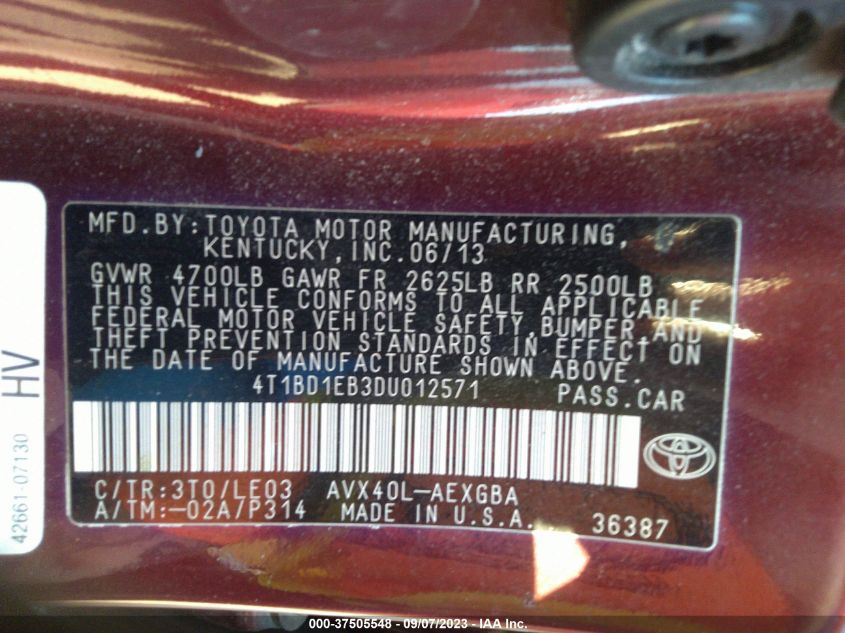 MFD.BY:TOYOTA MOTOR MANUFACTURING,
KENTUCKY,INC.06/13
GVWR 4700LB GAWR FR 2625LB RR 2500LB
THIS VEHICLE CONFORMS TO ALL APPLICABLE
FEDERAL MOTOR VEHICLE SAFETY,BUMPER,AND
THEFT PREVENTION STANDARDS IN EFFECT ON
THE DATE OF MANUFACTURE SHOWN ABOVE.
4T1BD1EB3DU012571 PASS.CAR
C/TR:3T0/LE03 AVX40L-AEXGBA
A/TM:-02A/P314 MADE IN U.S.A. 36387
HV
42661-07130
000-37505548 - 09/07/2023 - IAA Inc.